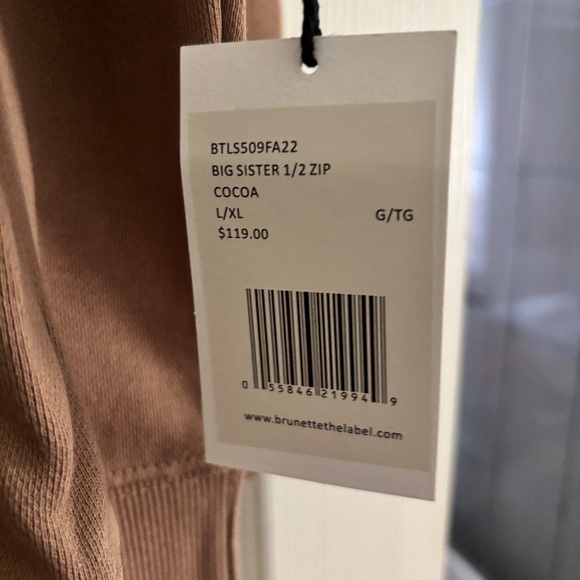 BTLS509FA22
BIG SISTER 1/2 ZIP
COCOA
L/XL G/TG
$119.00
0 55846 21994 9
www.brunettethelabel.com